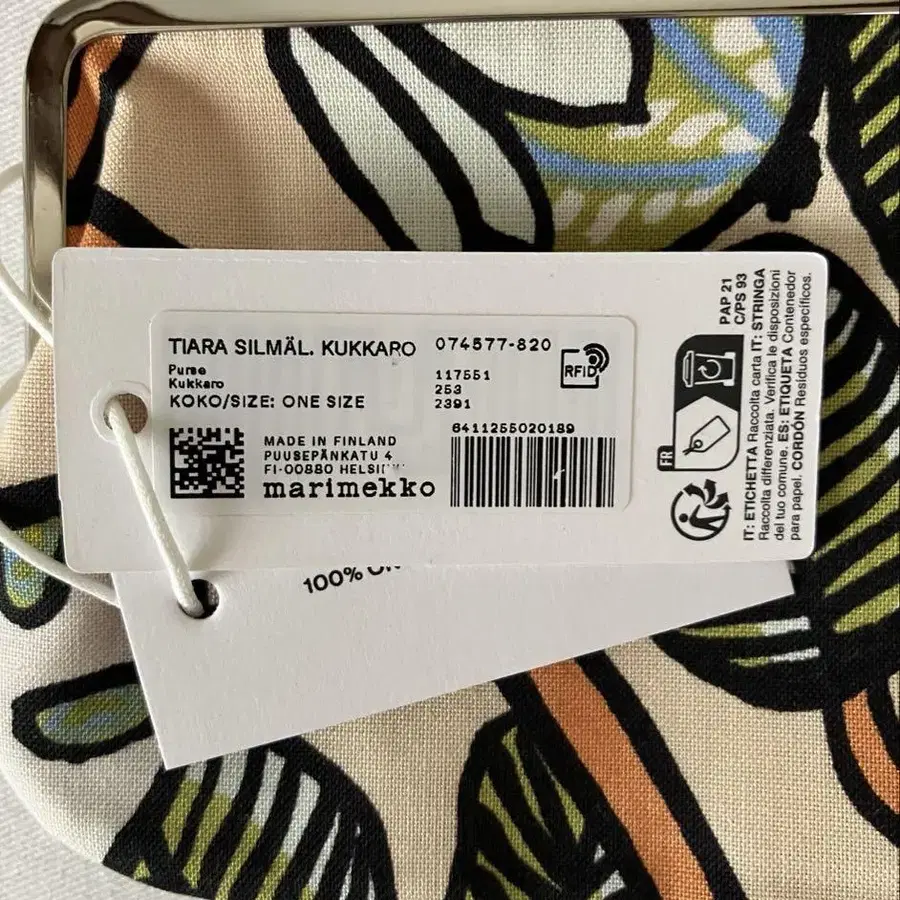 TIARA SILMÄL. KUKKARO 074577-820
Purse
Kukkaro
KOKO/SIZE: ONE SIZE
117551
253
2391
RFID
MADE IN FINLAND
PUUSEPÄNKATU 4
FI-00880
marimekko
6411255020189
PAP 21
C/PS 93
FR
IT: ETICHETTA Raccolta carta IT: STRINGA
Raccolta differenziata. Verifica le disposizioni
del tuo comune. ES: ETIQUETA Contenedor
para papel. CORDÓN Residuos específicos.
100%